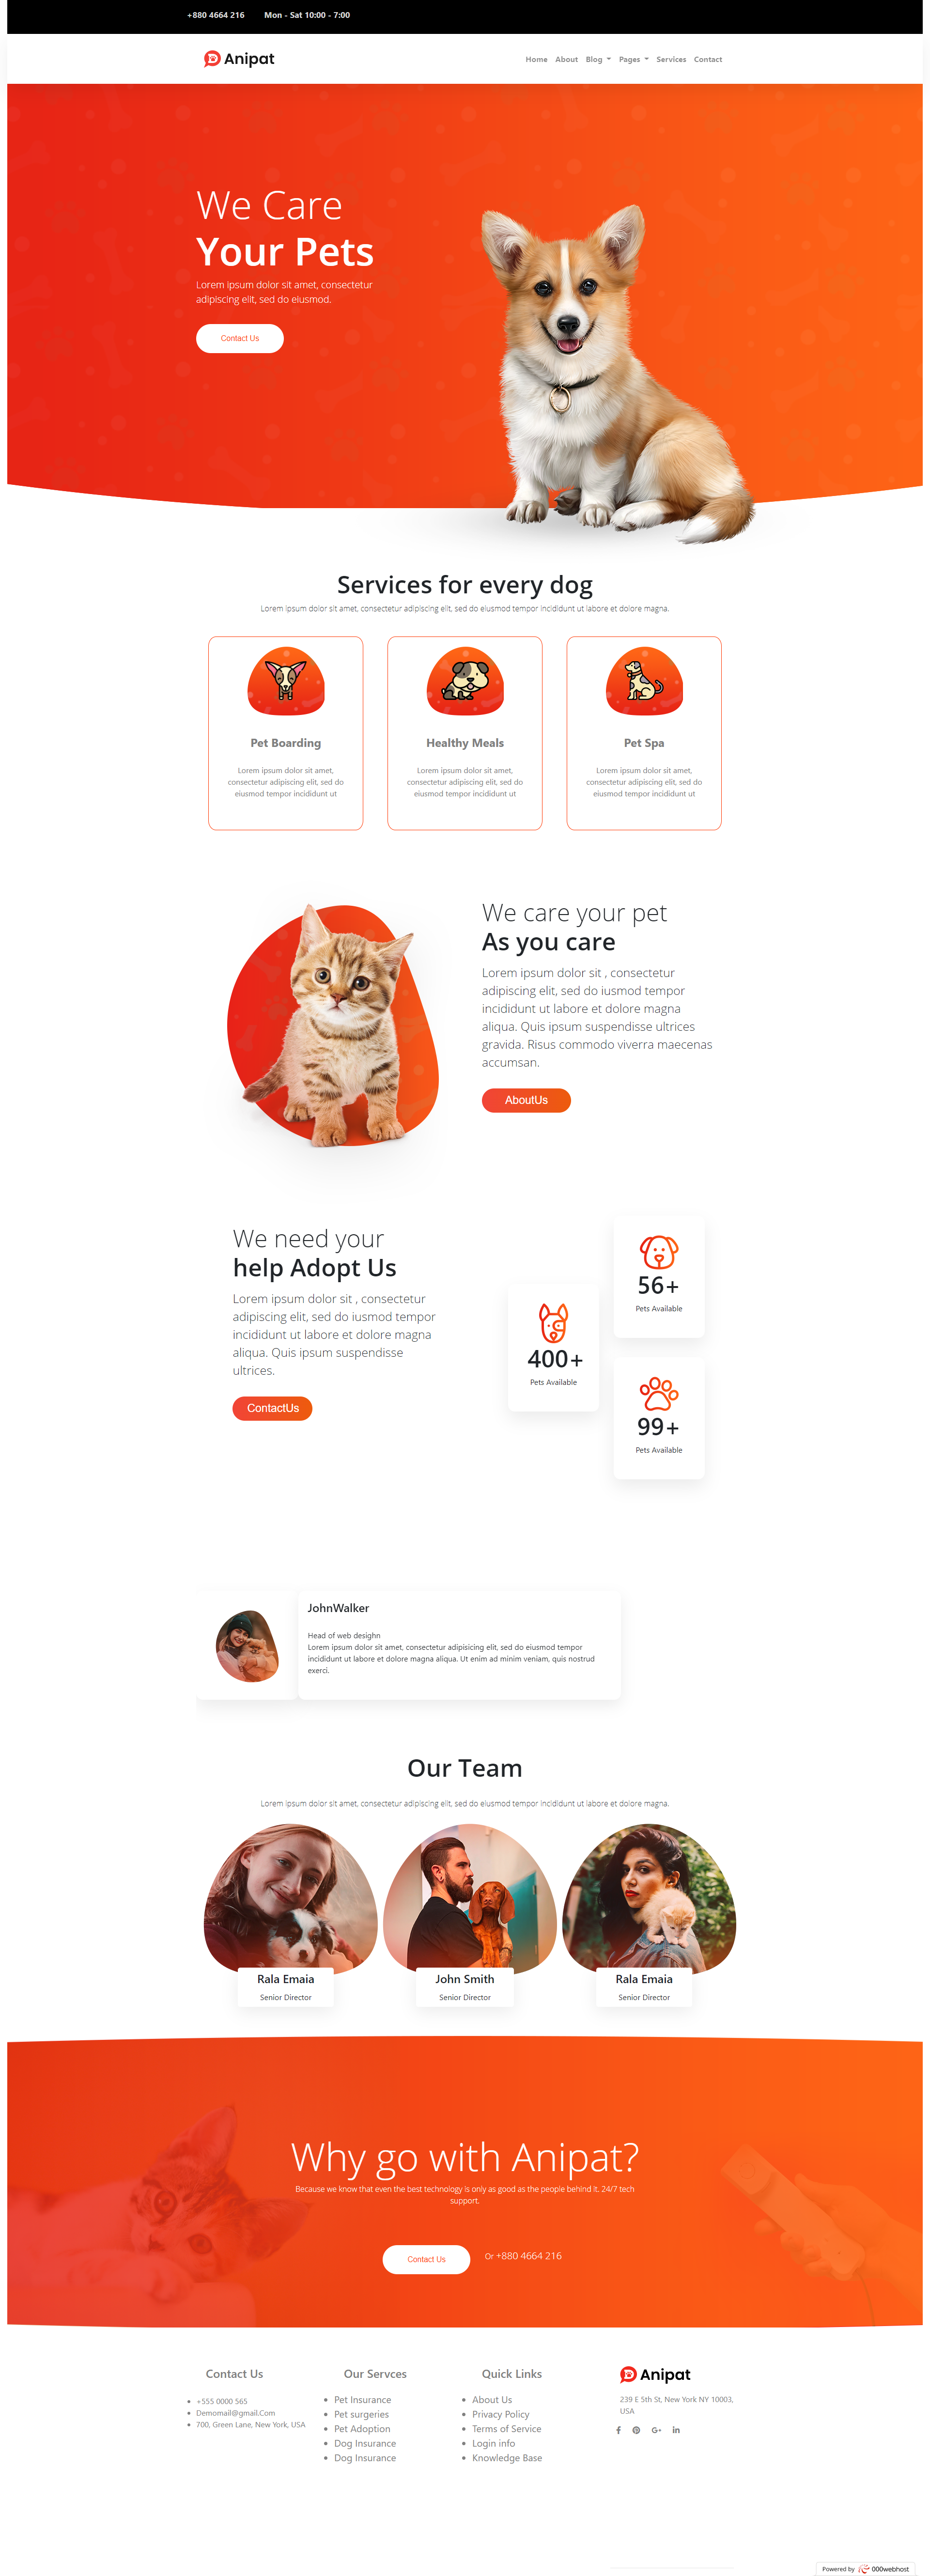 +880 4664 216 Mon - Sat 10:00 - 7:00
Anipat
Home About Blog Pages Services Contact
We Care
Your Pets
Lorem ipsum dolor sit amet, consectetur
adipiscing elit, sed do eiusmod.
Contact Us
Services for every dog
Lorem ipsum dolor sit amet, consectetur adipiscing elit, sed do eiusmod tempor incididunt ut labore et dolore magna.
Pet Boarding
Lorem ipsum dolor sit amet,
consectetur adipiscing elit, sed do
eiusmod tempor incididunt ut
Healthy Meals
Lorem ipsum dolor sit amet,
consectetur adipiscing elit, sed do
eiusmod tempor incididunt ut
Pet Spa
Lorem ipsum dolor sit amet,
consectetur adipiscing elit, sed do
eiusmod tempor incididunt ut
We care your pet
As you care
Lorem ipsum dolor sit , consectetur
adipiscing elit, sed do iusmod tempor
incididunt ut labore et dolore magna
aliqua. Quis ipsum suspendisse ultrices
gravida. Risus commodo viverra maecenas
accumsan.
AboutUs
We need your
help Adopt Us
Lorem ipsum dolor sit , consectetur
adipiscing elit, sed do iusmod tempor
incididunt ut labore et dolore magna
aliqua. Quis ipsum suspendisse
ultrices.
ContactUs
400+
Pets Available
56+
Pets Available
99+
Pets Available
JohnWalker
Head of web desighn
Lorem ipsum dolor sit amet, consectetur adipisicing elit, sed do eiusmod tempor
incididunt ut labore et dolore magna aliqua. Ut enim ad minim veniam, quis nostrud
exerci.
Our Team
Lorem ipsum dolor sit amet, consectetur adipiscing elit, sed do eiusmod tempor incididunt ut labore et dolore magna.
Rala Emaia
Senior Director
John Smith
Senior Director
Rala Emaia
Senior Director
Why go with Anipat?
Because we know that even the best technology is only as good as the people behind it. 24/7 tech
support.
Contact Us
Or +880 4664 216
Contact Us
+555 0000 565
Demomail@gmail.Com
700, Green Lane, New York, USA
Our Servces
Pet Insurance
Pet surgeries
Pet Adoption
Dog Insurance
Dog Insurance
Quick Links
About Us
Privacy Policy
Terms of Service
Login info
Knowledge Base
Anipat
239 E 5th St, New York NY 10003,
USA
Powered by 000webhost